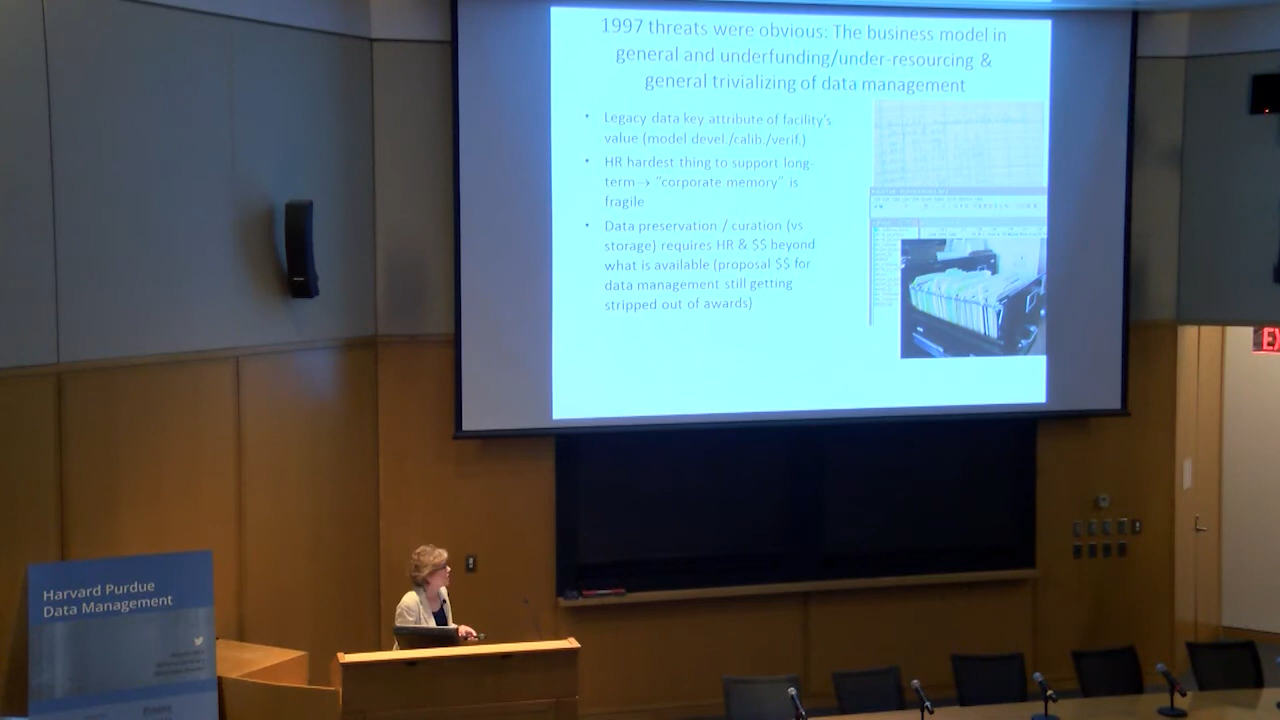 1997 threats were obvious: The business model in
general and underfunding/under-resourcing &
general trivializing of data management
• Legacy data key attribute of facility's
value (model devel./calib./verif.)
• HR hardest thing to support long-
term→ "corporate memory" is
fragile
• Data preservation / curation (vs
storage) requires HR & $$ beyond
what is available (proposal $$ for
data management still getting
stripped out of awards)
EX
Harvard Purdue
Data Management